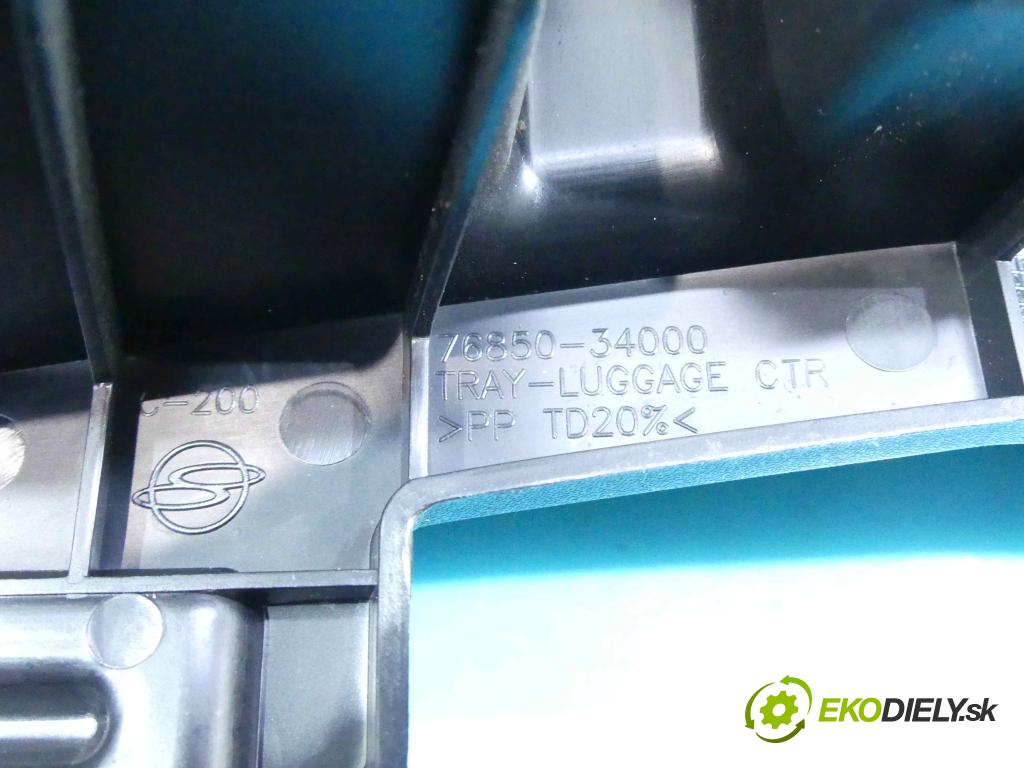 76850-34000
TRAY-LUGGAGE CTR
>PP TD20%<
C-200
EKODIELY.sk